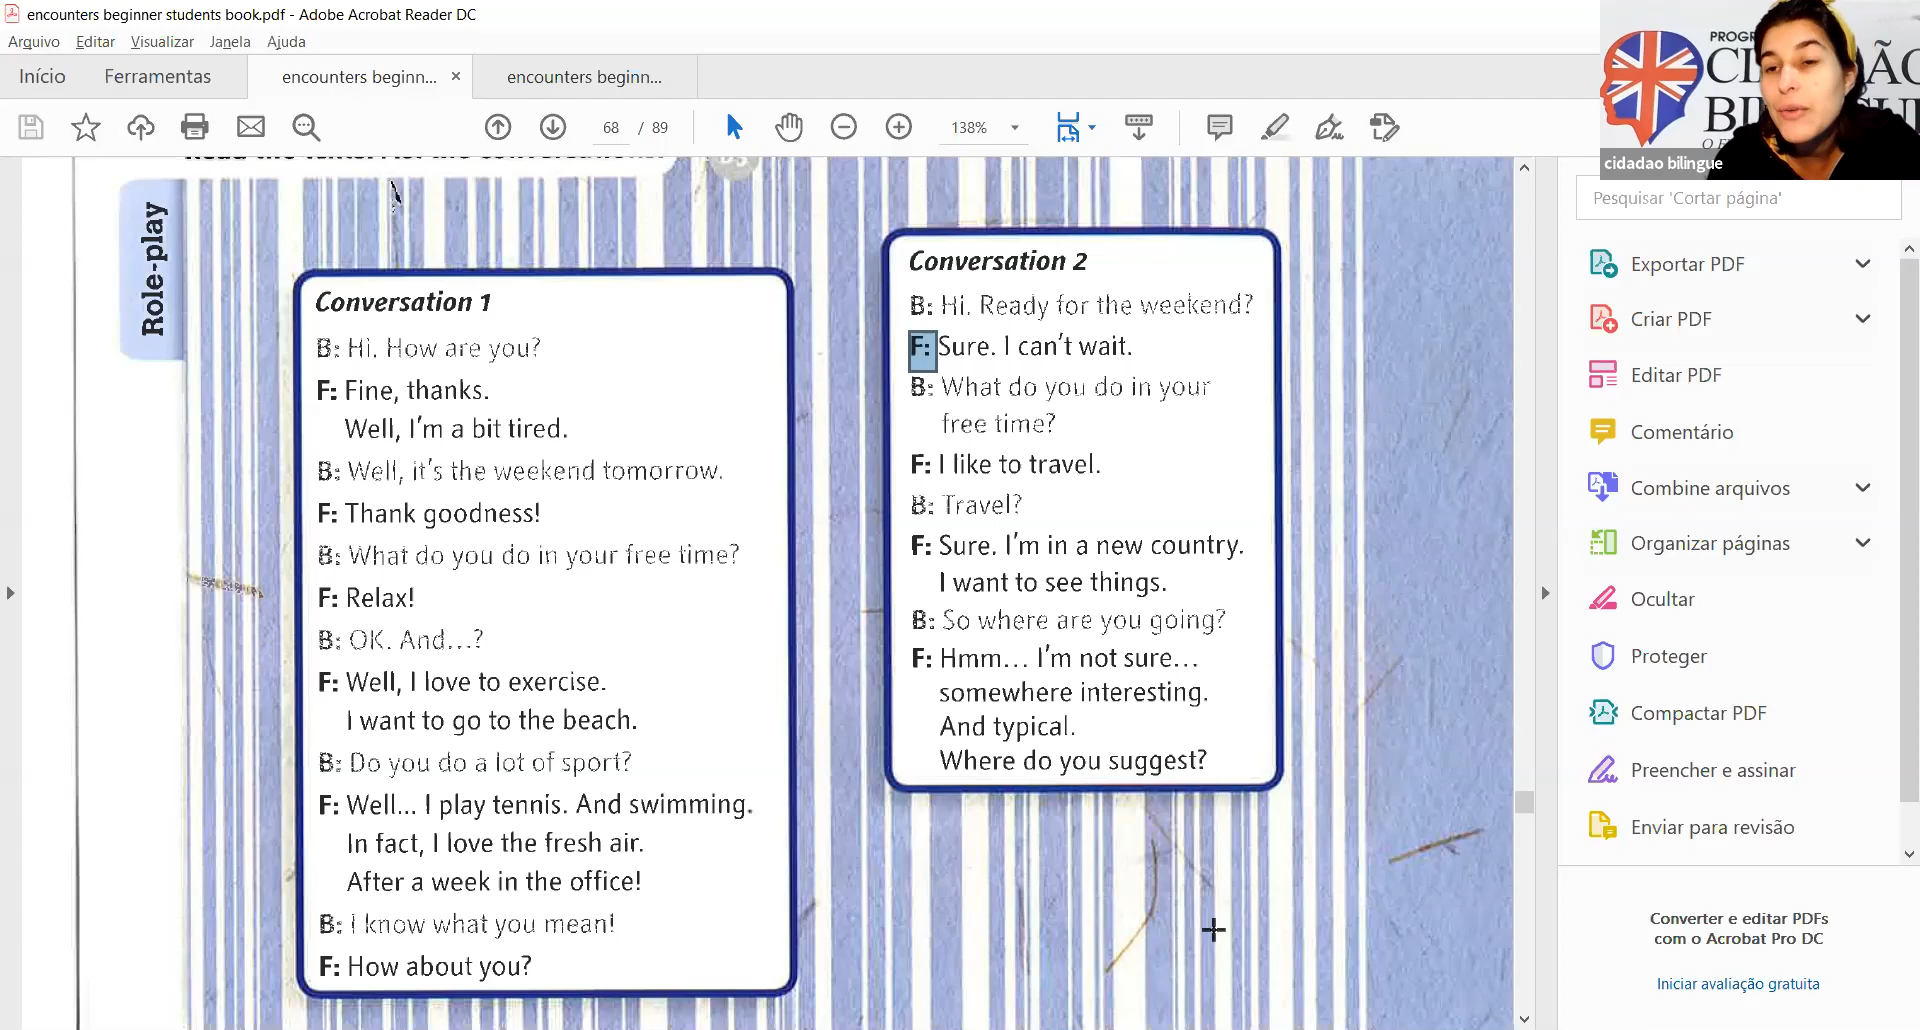 encounters beginner students book.pdf - Adobe Acrobat Reader DC
Arquivo Editar Visualizar Janela Ajuda
Início Ferramentas encounters beginn... × encounters beginn...
68 / 89 138%
Role-play
Conversation 1
B: Hi. How are you?
F: Fine, thanks.
Well, I'm a bit tired.
B: Well, it's the weekend tomorrow.
F: Thank goodness!
B: What do you do in your free time?
F: Relax!
B: OK. And...?
F: Well, I love to exercise.
I want to go to the beach.
B: Do you do a lot of sport?
F: Well... I play tennis. And swimming.
In fact, I love the fresh air.
After a week in the office!
B: I know what you mean!
F: How about you?
Conversation 2
B: Hi. Ready for the weekend?
F: Sure. I can't wait.
B: What do you do in your
free time?
F: I like to travel.
B: Travel?
F: Sure. I'm in a new country.
I want to see things.
B: So where are you going?
F: Hmm... I'm not sure...
somewhere interesting.
And typical.
Where do you suggest?
cidadao bilingue
Pesquisar 'Cortar página'
Exportar PDF
Criar PDF
Editar PDF
Comentário
Combine arquivos
Organizar páginas
Ocultar
Proteger
Compactar PDF
Preencher e assinar
Enviar para revisão
Converter e editar PDFs
com o Acrobat Pro DC
Iniciar avaliação gratuita